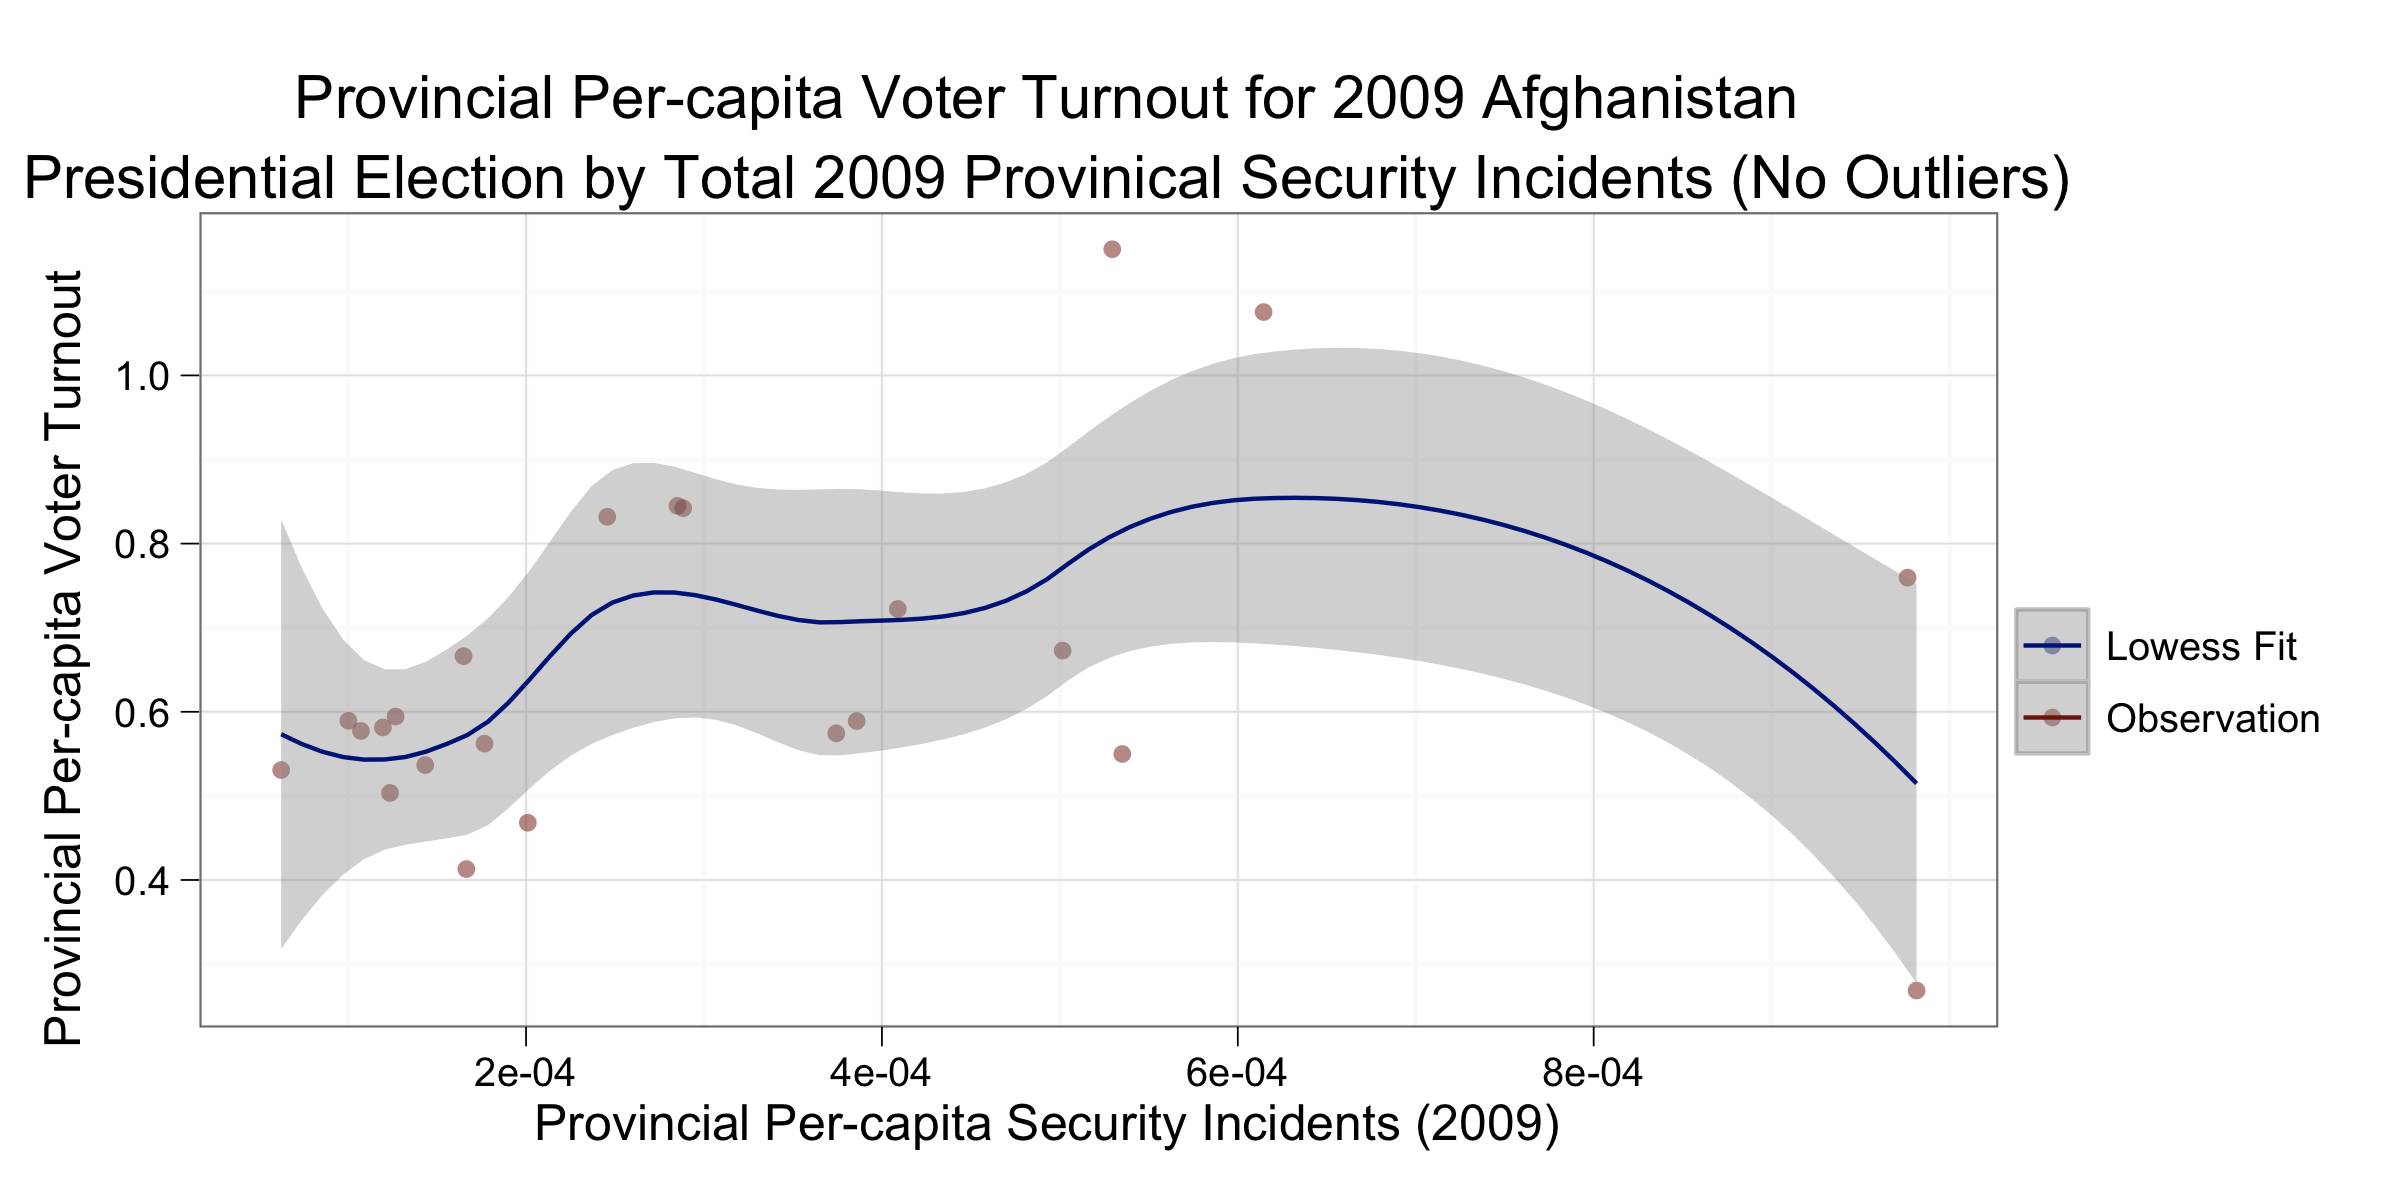 Provincial Per-capita Voter Turnout for 2009 Afghanistan
Presidential Election by Total 2009 Provinical Security Incidents (No Outliers)
Provincial Per-capita Voter Turnout
1.0
0.8
0.6
0.4
2e-04
4e-04
6e-04
8e-04
Provincial Per-capita Security Incidents (2009)
Lowess Fit
Observation